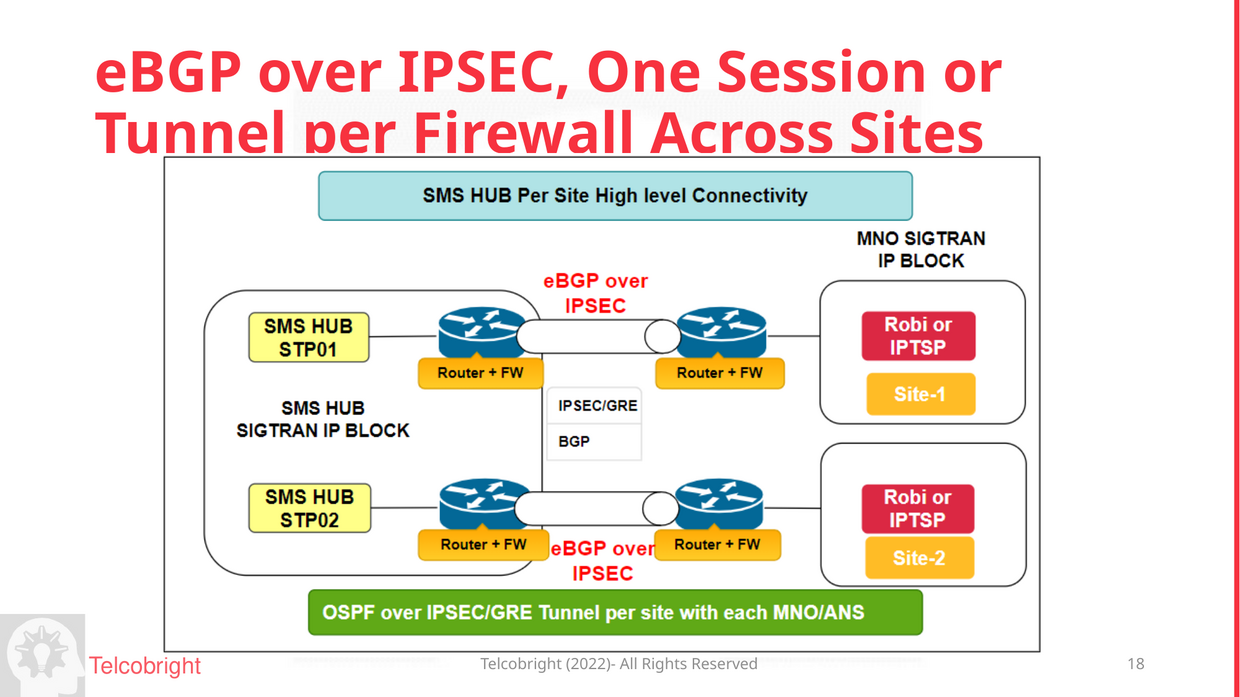 eBGP over IPSEC, One Session or
Tunnel per Firewall Across Sites
SMS HUB Per Site High level Connectivity
MNO SIGTRAN
IP BLOCK
eBGP over
IPSEC
SMS HUB
STP01
Router + FW
Router + FW
Robi or
IPTSP
Site-1
IPSEC/GRE
BGP
SMS HUB
SIGTRAN IP BLOCK
SMS HUB
STP02
Router + FW
Router + FW
eBGP over
IPSEC
Robi or
IPTSP
Site-2
OSPF over IPSEC/GRE Tunnel per site with each MNO/ANS
Telcobright
Telcobright (2022)- All Rights Reserved
18